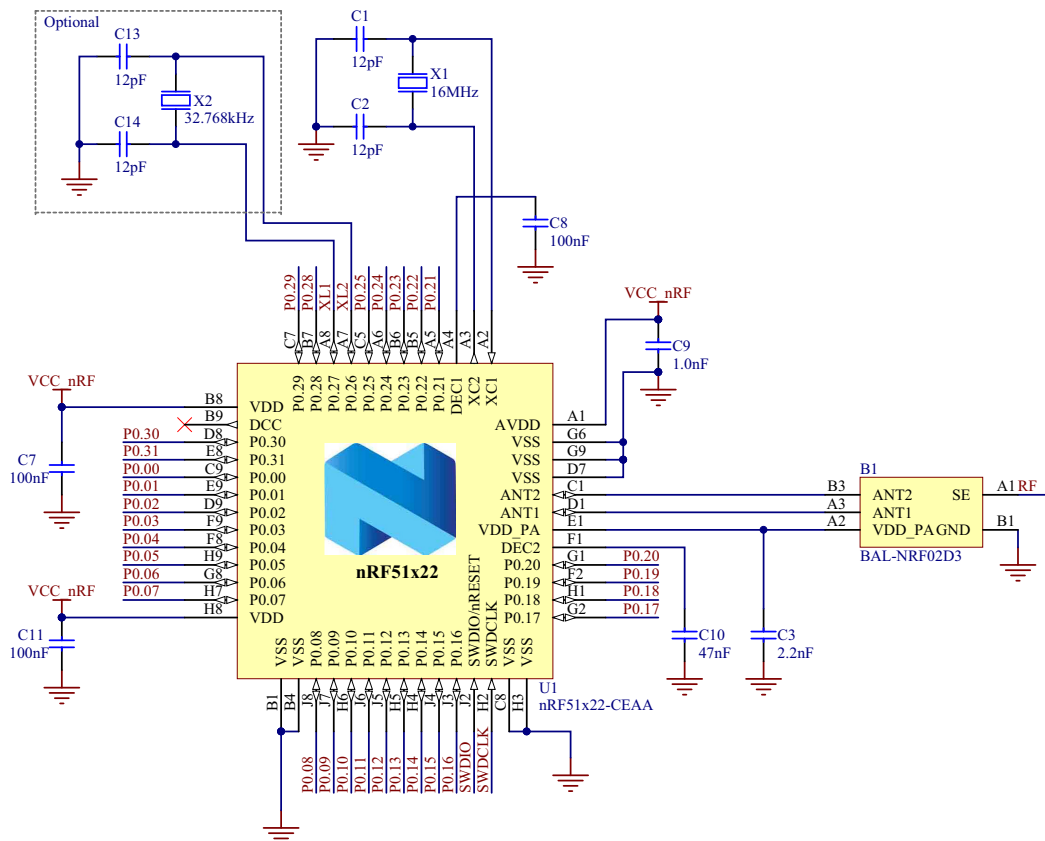 Optional
C13
12pF
X2
32.768kHz
C14
12pF
C1
12pF
X1
16MHz
C2
12pF
C8
100nF
P0.29
P0.28
XL1
XL2
P0.25
P0.24
P0.23
P0.22
P0.21
C7
B7
A8
A7
C5
A6
B6
B5
A5
A4
A3
A2
P0.29
P0.28
P0.27
P0.26
P0.25
P0.24
P0.23
P0.22
P0.21
DEC1
XC2
XC1
VCC_nRF
C9
1.0nF
VCC_nRF
C7
100nF
B8 VDD
B9 DCC
P0.30 D8 P0.30
P0.31 E8 P0.31
P0.00 C9 P0.00
P0.01 E9 P0.01
P0.02 D9 P0.02
P0.03 F9 P0.03
P0.04 F8 P0.04
P0.05 H9 P0.05
P0.06 G8 P0.06
P0.07 H7 P0.07
H8 VDD
VCC_nRF
C11
100nF
nRF51x22
AVDD A1
VSS G6
VSS G9
VSS D7
ANT2 C1
ANT1 D1
VDD_PA E1
DEC2 F1
P0.20 G1 P0.20
P0.19 F2 P0.19
P0.18 H1 P0.18
P0.17 G2 P0.17
B1
B3 ANT2 SE A1 RF
A3 ANT1
A2 VDD_PA GND B1
BAL-NRF02D3
C10
47nF
C3
2.2nF
VSS
VSS
P0.08
P0.09
P0.10
P0.11
P0.12
P0.13
P0.14
P0.15
P0.16
SWDIO/nRESET
SWDCLK
VSS
VSS
U1
nRF51x22-CEAA
B1
B4
J8
J7
H6
J6
J5
H5
H4
J4
J3
J2
H2
C8
H3
P0.08
P0.09
P0.10
P0.11
P0.12
P0.13
P0.14
P0.15
P0.16
SWDIO
SWDCLK